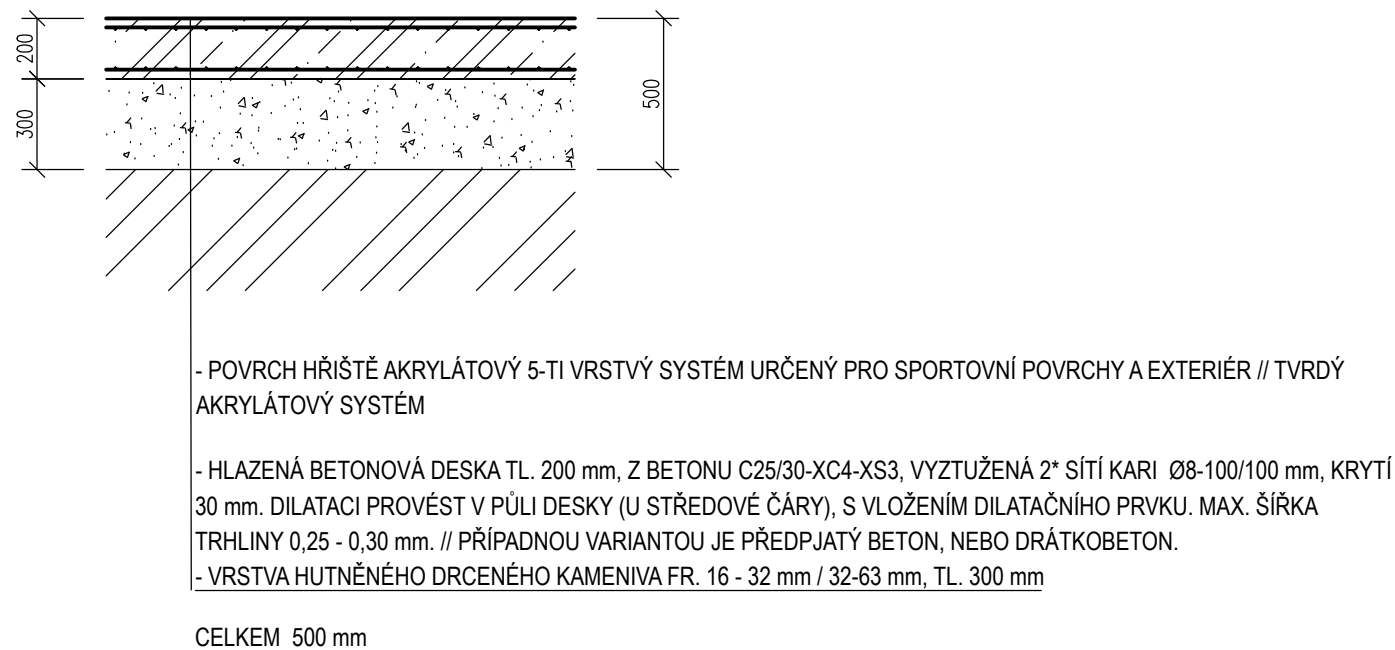 200
300
500
- POVRCH HŘIŠTĚ AKRYLÁTOVÝ 5-TI VRSTVÝ SYSTÉM URČENÝ PRO SPORTOVNÍ POVRCHY A EXTERIÉR // TVRDÝ
AKRYLÁTOVÝ SYSTÉM
- HLAZENÁ BETONOVÁ DESKA TL. 200 mm, Z BETONU C25/30-XC4-XS3, VYZTUŽENÁ 2* SÍTÍ KARI Ø8-100/100 mm, KRYTÍ
30 mm. DILATACI PROVÉST V PŮLI DESKY (U STŘEDOVÉ ČÁRY), S VLOŽENÍM DILATAČNÍHO PRVKU. MAX. ŠÍŘKA
TRHLINY 0,25 - 0,30 mm. // PŘÍPADNOU VARIANTOU JE PŘEDPJATÝ BETON, NEBO DRÁTKOBETON.
- VRSTVA HUTNĚNÉHO DRCENÉHO KAMENIVA FR. 16 - 32 mm / 32-63 mm, TL. 300 mm
CELKEM 500 mm